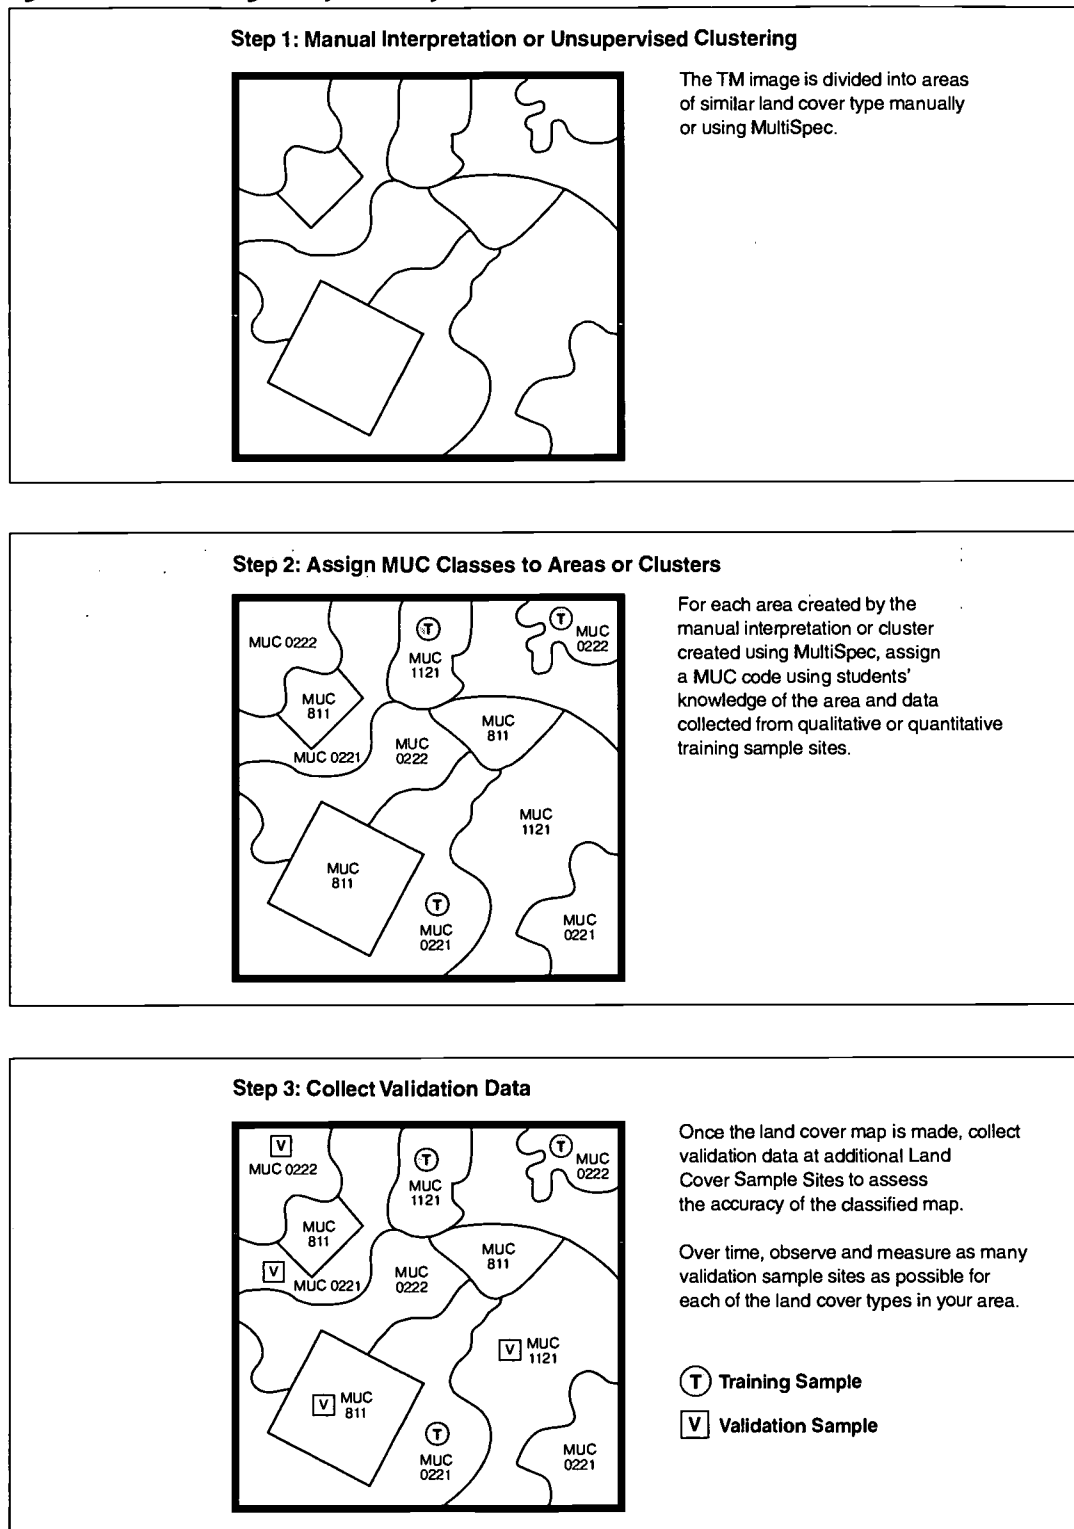 Step 1: Manual Interpretation or Unsupervised Clustering
The TM image is divided into areas
of similar land cover type manually
or using MultiSpec.
Step 2: Assign MUC Classes to Areas or Clusters
MUC 0222
T
MUC
1121
T
MUC
0222
MUC
811
MUC 0221
MUC
0222
MUC
811
MUC
1121
MUC
811
T
MUC
0221
MUC
0221
For each area created by the
manual interpretation or cluster
created using MultiSpec, assign
a MUC code using students'
knowledge of the area and data
collected from qualitative or quantitative
training sample sites.
Step 3: Collect Validation Data
V
MUC 0222
T
MUC
1121
T
MUC
0222
MUC
811
V
MUC 0221
MUC
0222
MUC
811
V
MUC
1121
V
MUC
811
T
MUC
0221
MUC
0221
Once the land cover map is made, collect
validation data at additional Land
Cover Sample Sites to assess
the accuracy of the classified map.
Over time, observe and measure as many
validation sample sites as possible for
each of the land cover types in your area.
T Training Sample
V Validation Sample